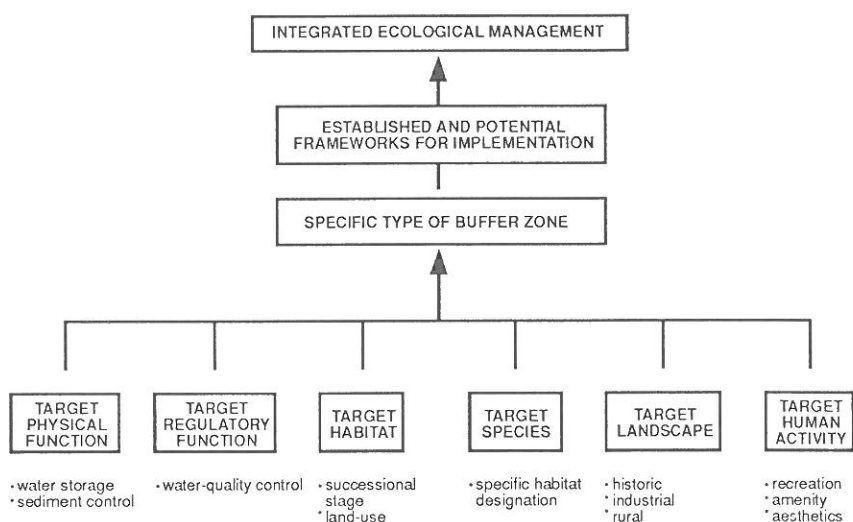 INTEGRATED ECOLOGICAL MANAGEMENT
ESTABLISHED AND POTENTIAL
FRAMEWORKS FOR IMPLEMENTATION
SPECIFIC TYPE OF BUFFER ZONE
TARGET
PHYSICAL
FUNCTION
• water storage
• sediment control
TARGET
REGULATORY
FUNCTION
• water-quality control
TARGET
HABITAT
• successional
stage
• land-use
TARGET
SPECIES
• specific habitat
designation
TARGET
LANDSCAPE
• historic
• industrial
• rural
TARGET
HUMAN
ACTIVITY
• recreation
• amenity
• aesthetics